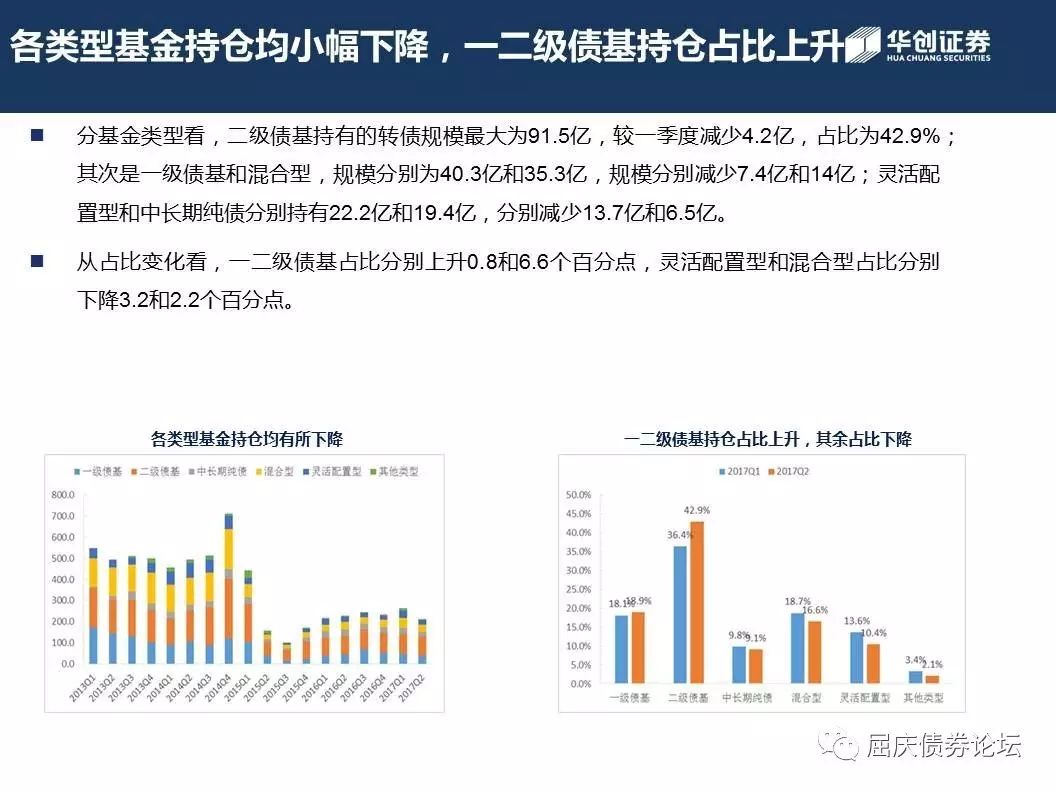 各类型基金持仓均小幅下降，一二级债基持仓占比上升
华创证券
HUA CHUANG SECURITIES
■ 分基金类型看，二级债基持有的转债规模最大为91.5亿，较一季度减少4.2亿，占比为42.9%；
其次是一级债基和混合型，规模分别为40.3亿和35.3亿，规模分别减少7.4亿和14亿；灵活配
置型和中长期纯债分别持有22.2亿和19.4亿，分别减少13.7亿和6.5亿。
■ 从占比变化看，一二级债基占比分别上升0.8和6.6个百分点，灵活配置型和混合型占比分别
下降3.2和2.2个百分点。
各类型基金持仓均有所下降
一级债基 二级债基 中长期纯债 混合型 灵活配置型 其他类型
800.0
700.0
600.0
500.0
400.0
300.0
200.0
100.0
0.0
2013Q1 2013Q2 2013Q3 2013Q4 2014Q1 2014Q2 2014Q3 2014Q4 2015Q1 2015Q2 2015Q3 2015Q4 2016Q1 2016Q2 2016Q3 2016Q4 2017Q1 2017Q2
一二级债基持仓占比上升，其余占比下降
2017Q1 2017Q2
50.0%
45.0%
40.0%
35.0%
30.0%
25.0%
20.0%
15.0%
10.0%
5.0%
0.0%
18.1% 18.9% 36.4% 42.9% 9.8% 9.1% 18.7% 16.6% 13.6% 10.4% 3.4% 2.1%
一级债基 二级债基 中长期纯债 混合型 灵活配置型 其他类型
屈庆债券论坛